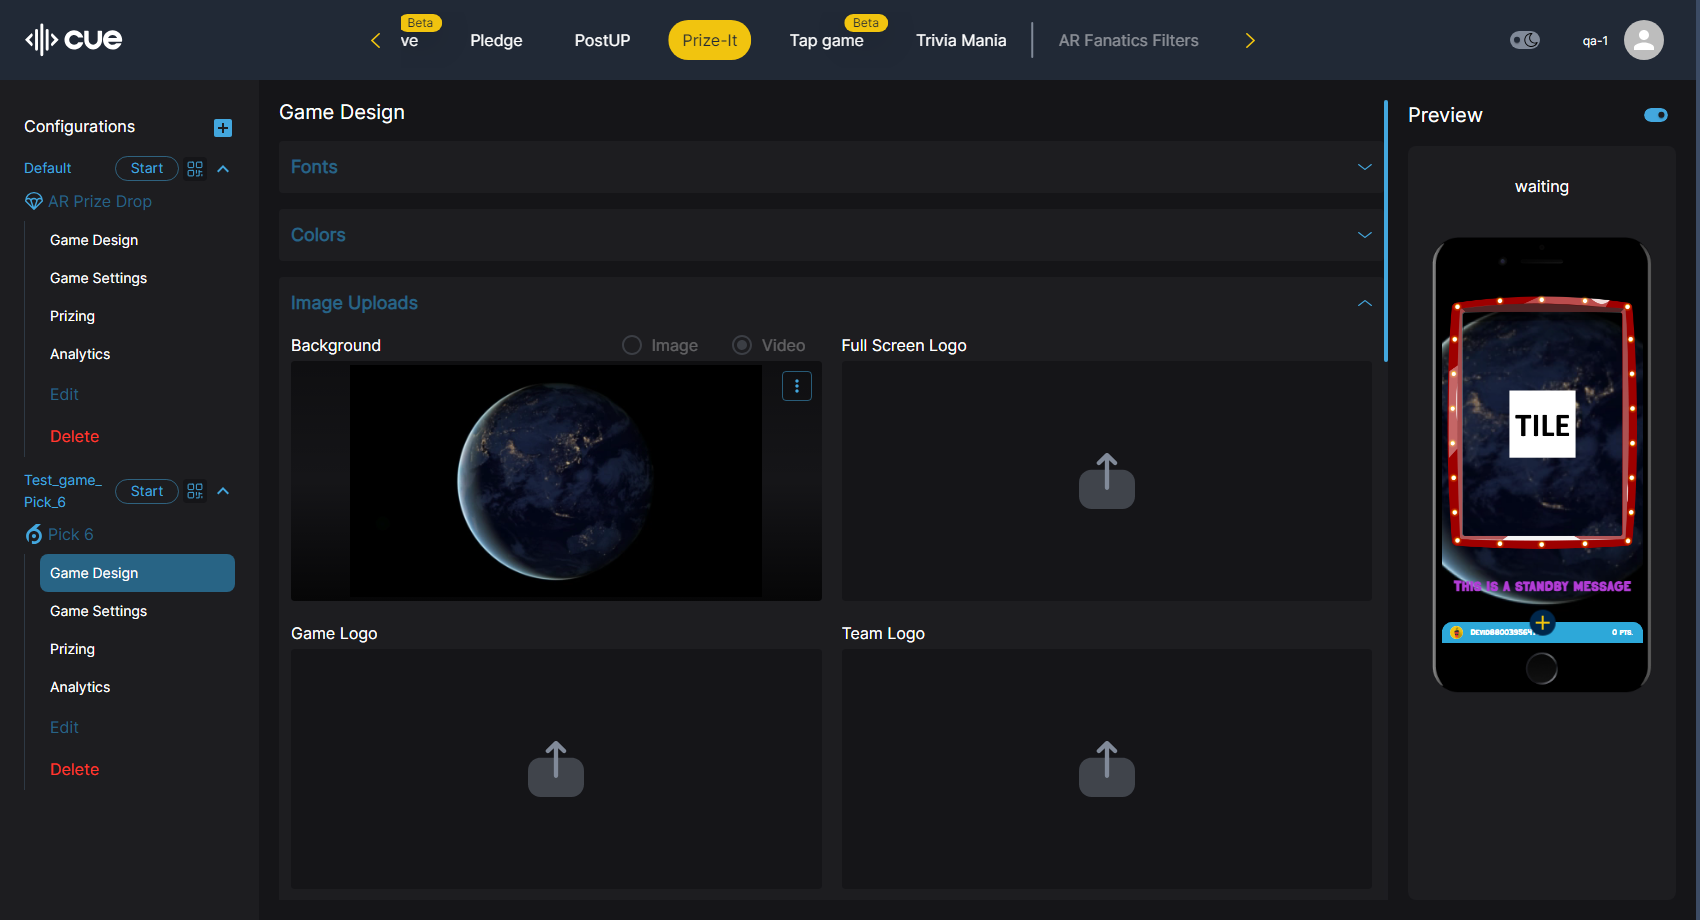 cue
Beta
ve
Pledge
PostUP
Prize-It
Beta
Tap game
Trivia Mania
AR Fanatics Filters
qa-1
Configurations
Default
Start
AR Prize Drop
Game Design
Game Settings
Prizing
Analytics
Edit
Delete
Test_game_
Pick_6
Start
Pick 6
Game Design
Game Settings
Prizing
Analytics
Edit
Delete
Game Design
Fonts
Colors
Image Uploads
Background
Image
Video
Full Screen Logo
Game Logo
Team Logo
Preview
waiting
TILE
THIS IS A STANDBY MESSAGE
0 PTS.